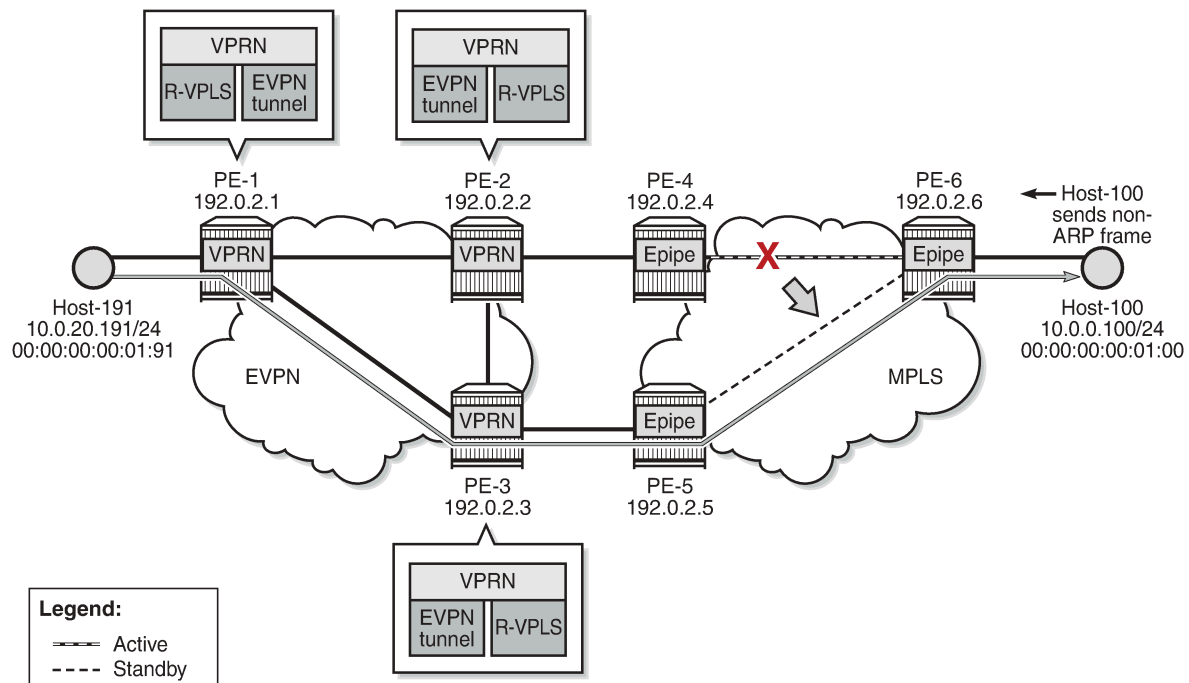 VPRN
R-VPLS
EVPN
tunnel
VPRN
EVPN
tunnel
R-VPLS
PE-1
192.0.2.1
PE-2
192.0.2.2
PE-4
192.0.2.4
PE-6
192.0.2.6
Host-100
sends non-
ARP frame
VPRN
VPRN
Epipe
X
Epipe
Host-191
10.0.20.191/24
00:00:00:00:01:91
Host-100
10.0.0.100/24
00:00:00:00:01:00
EVPN
MPLS
VPRN
Epipe
PE-3
192.0.2.3
PE-5
192.0.2.5
VPRN
EVPN
tunnel
R-VPLS
Legend:
Active
Standby